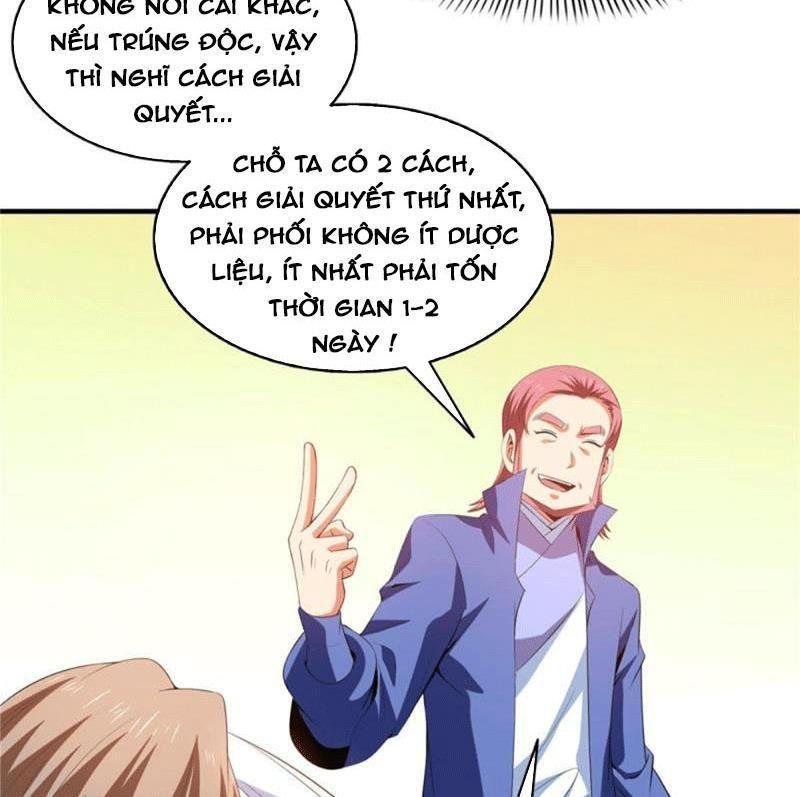 KHÔNG NÓI CÁI KHÁC,
NẾU TRÚNG ĐỘC, VẬY
THÌ NGHĨ CÁCH GIẢI
QUYẾT...
CHỖ TA CÓ 2 CÁCH,
CÁCH GIẢI QUYẾT THỨ NHẤT,
PHẢI PHỐI KHÔNG ÍT DƯỢC
LIỆU, ÍT NHẤT PHẢI TỐN
THỜI GIAN 1-2
NGÀY !